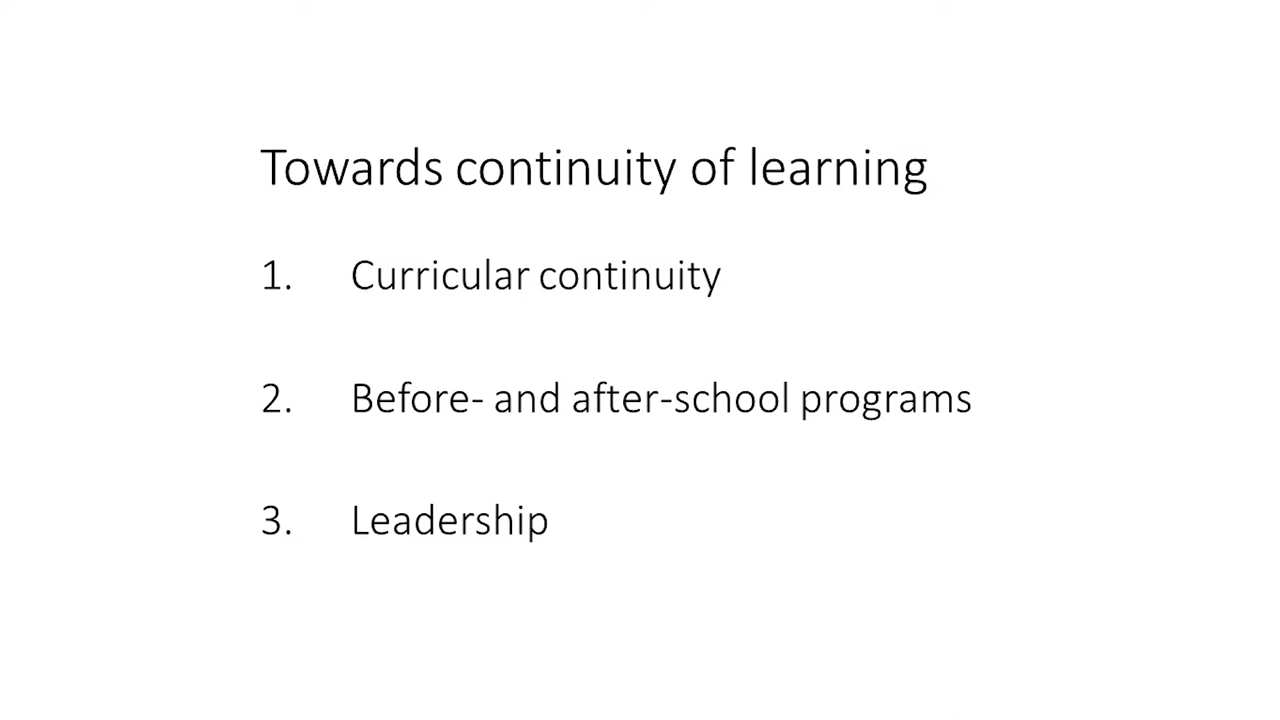 Towards continuity of learning
1. Curricular continuity
2. Before- and after-school programs
3. Leadership